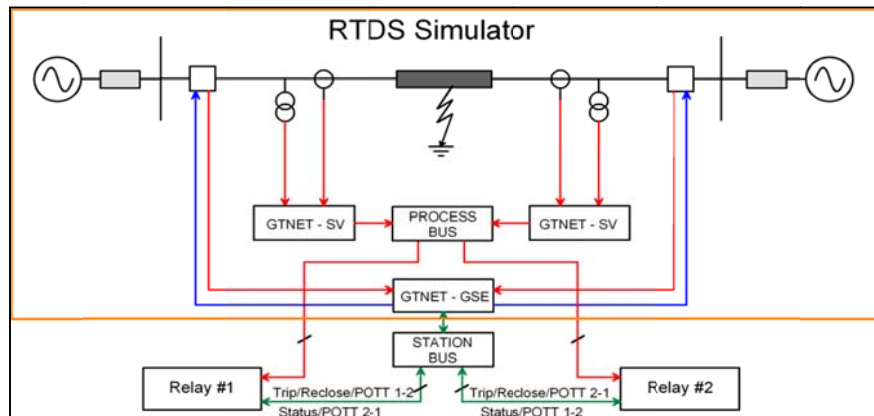 RTDS Simulator
GTNET - SV
PROCESS
BUS
GTNET - SV
GTNET - GSE
STATION
BUS
Relay #1
Trip/Reclose/POTT 1-2
Status/POTT 2-1
Trip/Reclose/POTT 2-1
Status/POTT 1-2
Relay #2